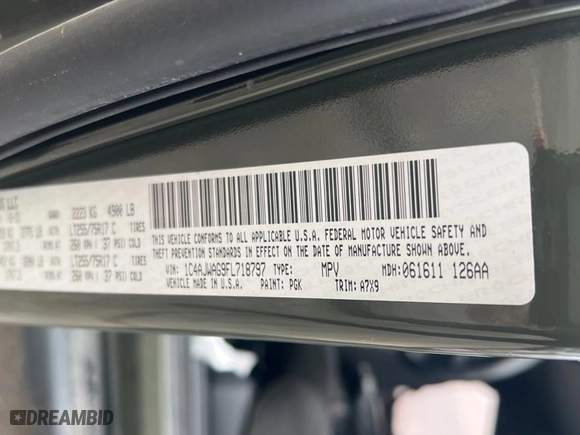 US LLC
GVWR: 2223 KG 4900 LB
LT255/75R17 C TIRES
260 KPA ( 37 PSI) COLD
LT255/75R17 C TIRES
260 KPA ( 37 PSI) COLD
THIS VEHICLE CONFORMS TO ALL APPLICABLE U.S.A. FEDERAL MOTOR VEHICLE SAFETY AND
THEFT PREVENTION STANDARDS IN EFFECT ON THE DATE OF MANUFACTURE SHOWN ABOVE.
VIN: 1C4AJWAG9FL718797 TYPE: MPV MDH: 061611 126AA
VEHICLE MADE IN U.S.A. PAINT: PGK TRIM: A7X9
DREAMBID